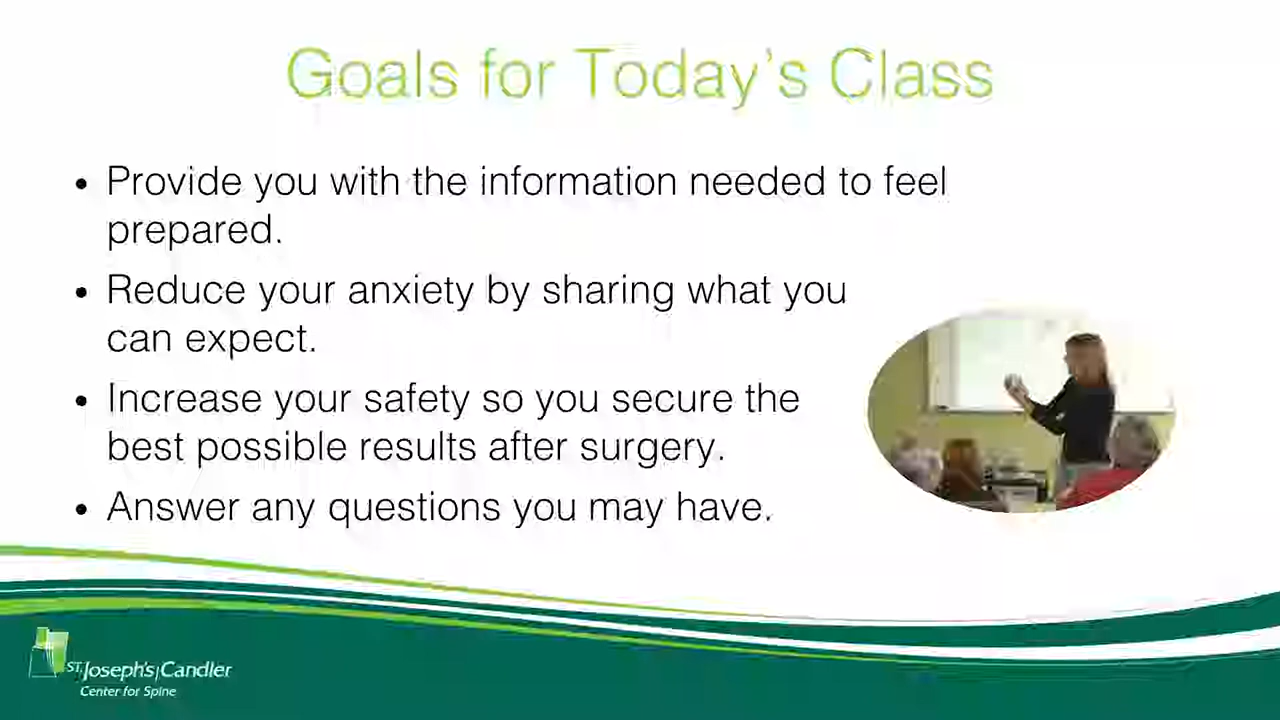 Goals for Today's Class
• Provide you with the information needed to feel
prepared.
• Reduce your anxiety by sharing what you
can expect.
• Increase your safety so you secure the
best possible results after surgery.
• Answer any questions you may have.
ST. Joseph's|Candler
Center for Spine